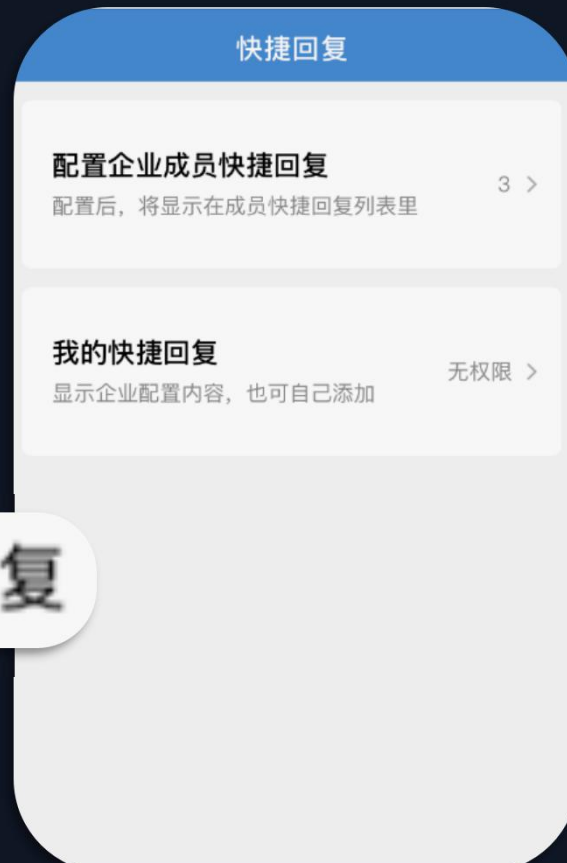 快捷回复
配置企业成员快捷回复
配置后，将显示在成员快捷回复列表里
3 >
我的快捷回复
显示企业配置内容，也可自己添加
无权限 >
复